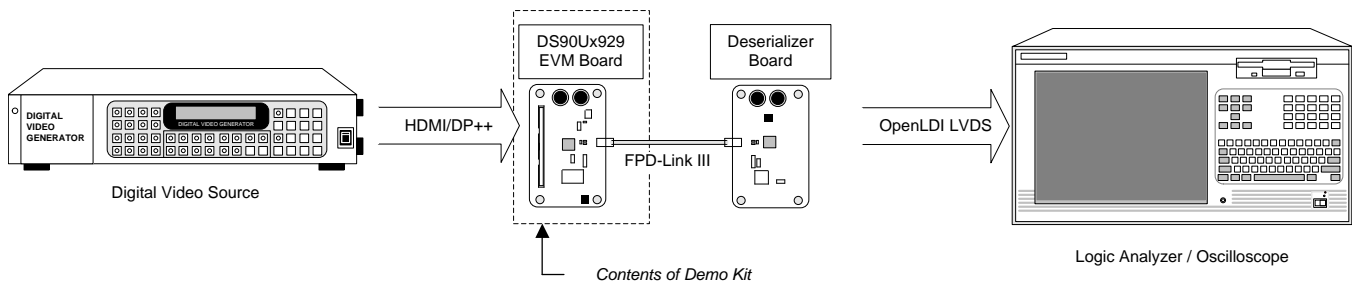 DIGITAL
VIDEO
GENERATOR
DIGITAL VIDEO GENERATOR
Digital Video Source
HDMI/DP++
DS90Ux929
EVM Board
FPD-Link III
Contents of Demo Kit
Deserializer
Board
OpenLDI LVDS
Logic Analyzer / Oscilloscope